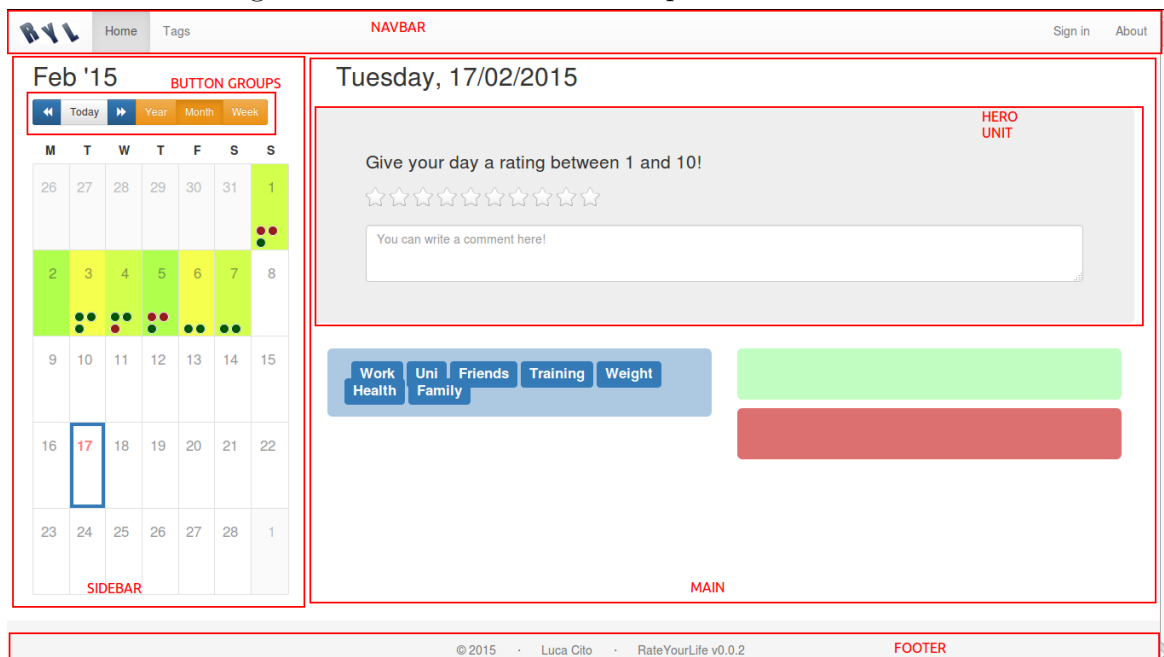 RYL Home Tags NAVBAR Sign in About
Feb '15 BUTTON GROUPS
Today Year Month Week
M T W T F S S
26 27 28 29 30 31 1
2 3 4 5 6 7 8
9 10 11 12 13 14 15
16 17 18 19 20 21 22
23 24 25 26 27 28 1
SIDEBAR
Tuesday, 17/02/2015
HERO
UNIT
Give your day a rating between 1 and 10!
You can write a comment here!
Work Uni Friends Training Weight
Health Family
MAIN
© 2015 · Luca Cito · RateYourLife v0.0.2 FOOTER